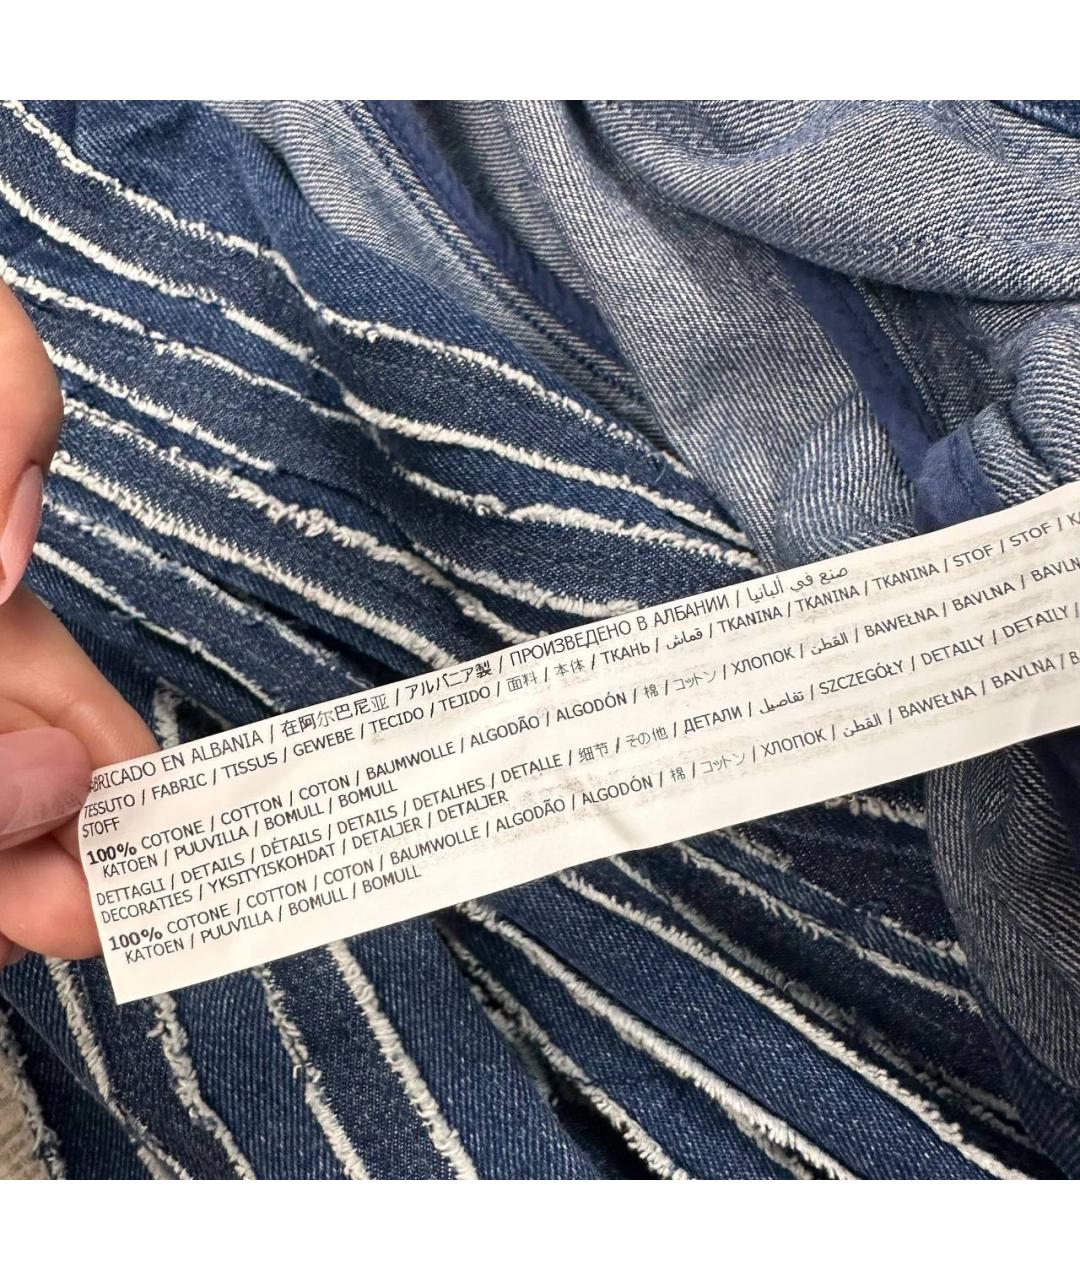 FABRICADO EN ALBANIA / 在阿尔巴尼亚 / アルバニア製 / ПРОИЗВЕДЕНО В АЛБАНИИ / صنع في ألبانيا
TESSUTO / FABRIC / TISSUS / GEWEBE / TECIDO / TEJIDO / 面料 / 本体 / ТКАНЬ / قماش / TKANINA / TKANINA / TKANINA / STOF / STOF /
STOFF
100% COTONE / COTTON / COTON / BAUMWOLLE / ALGODÃO / ALGODÓN / 棉 / コットン / ХЛОПОК / القطن / BAWEŁNA / BAVLNA /
KATOEN / PUUVILLA / BOMULL / BOMULL
DETTAGLI / DETAILS / DÉTAILS / DETAILS / DETALHES / DETALLE / 细节 / その他 / ДЕТАЛИ / تفاصيل / SZCZEGÓŁY / DETAILY / DETAILY /
DECORATIES / YKSITYISKOHDAT / DETALJER / DETALJER
100% COTONE / COTTON / COTON / BAUMWOLLE / ALGODÃO / ALGODÓN / 棉 / コットン / ХЛОПОК / القطن / BAWEŁNA / BAVLNA /
KATOEN / PUUVILLA / BOMULL / BOMULL